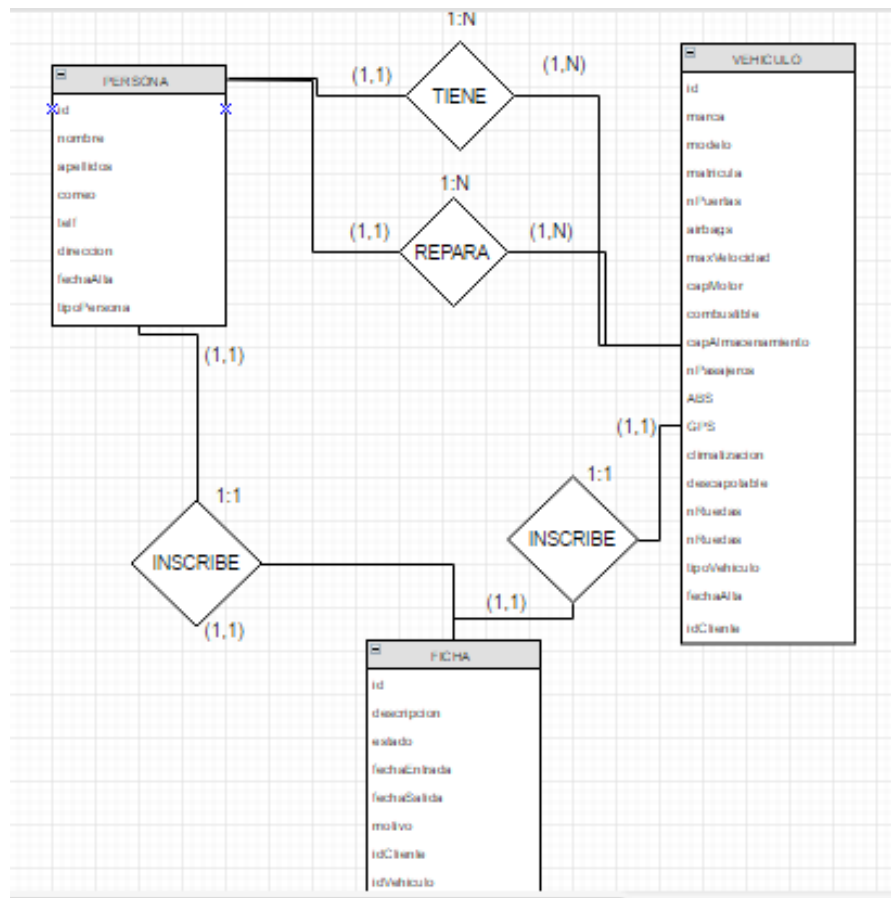 1:N
(1,1)
TIENE
(1,N)
1:N
(1,1)
REPARA
(1,N)
PERSONA
id
nombre
apellidos
correo
telf
direccion
fechaAlta
tipoPersona
VEHICULO
id
marca
modelo
matricula
nPuertas
airbags
maxVelocidad
capMotor
combustible
capAlmacenamiento
nPasajeros
ABS
GPS
climatizacion
descapotable
nRuedas
nRuedas
tipoVehiculo
fechaAlta
idCliente
(1,1)
1:1
INSCRIBE
(1,1)
(1,1)
1:1
INSCRIBE
(1,1)
FICHA
id
descripcion
estado
fechaEntrada
fechaSalida
motivo
idCliente
idVehiculo